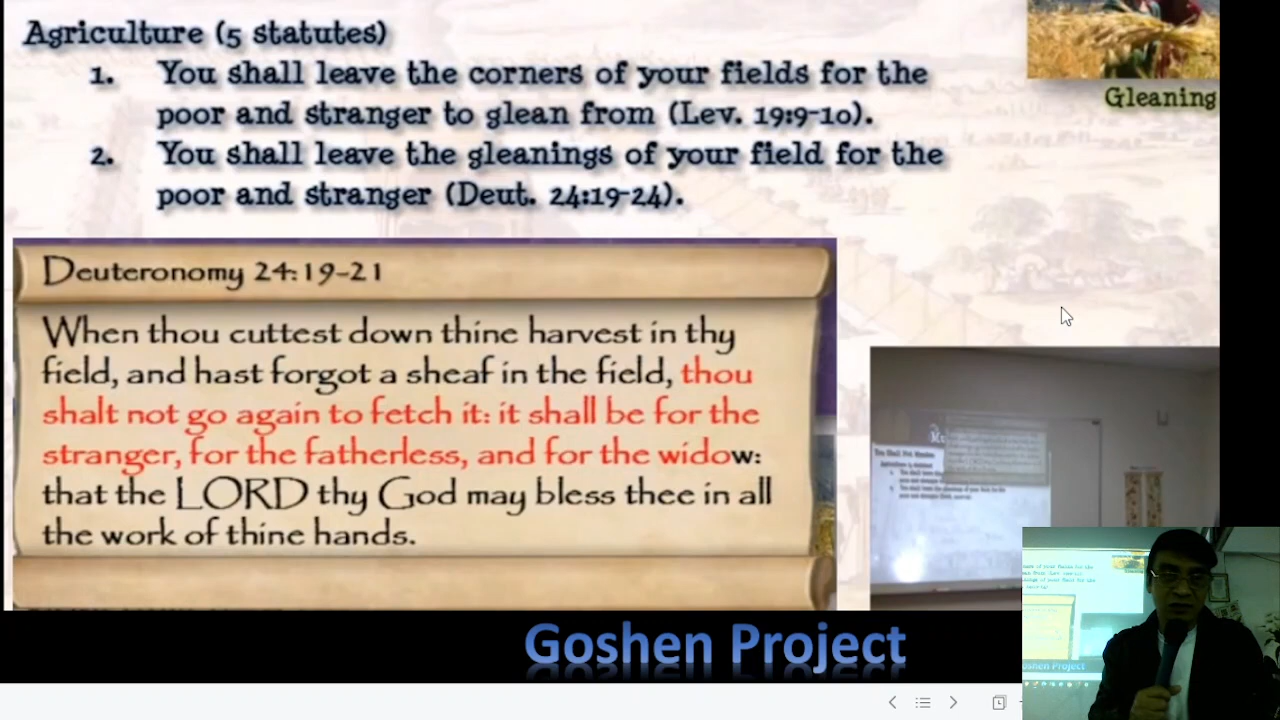 Agriculture (5 statutes)
1. You shall leave the corners of your fields for the
poor and stranger to glean from (Lev. 19:9-10).
2. You shall leave the gleanings of your field for the
poor and stranger (Deut. 24:19-24).
Gleaning
Deuteronomy 24:19-21
When thou cuttest down thine harvest in thy
field, and hast forgot a sheaf in the field, thou
shalt not go again to fetch it: it shall be for the
stranger, for the fatherless, and for the widow:
that the LORD thy God may bless thee in all
the work of thine hands.
Goshen Project